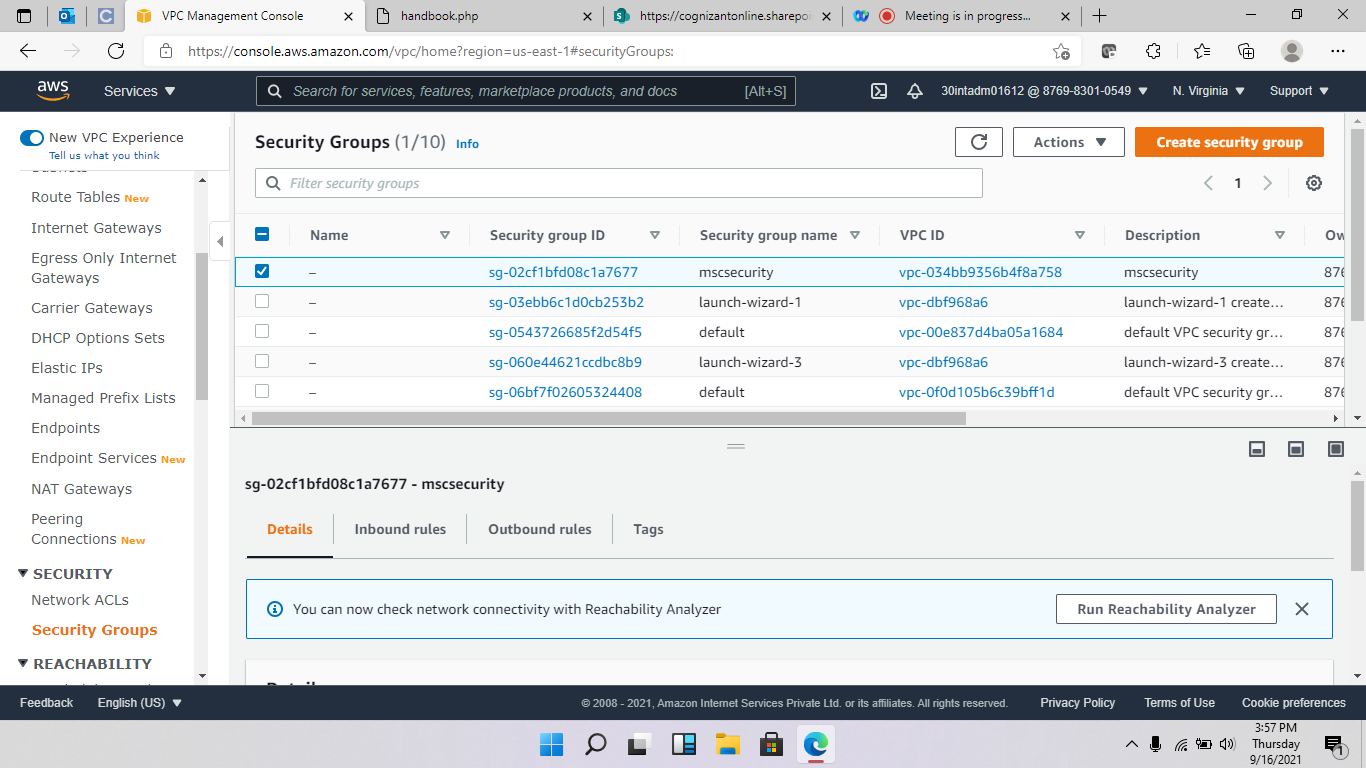 VPC Management Console
handbook.php
https://cognizantonline.sharepoi
Meeting is in progress...
https://console.aws.amazon.com/vpc/home?region=us-east-1#securityGroups:
aws
Services
Search for services, features, marketplace products, and docs
[Alt+S]
30intadm01612 @ 8769-8301-0549
N. Virginia
Support
New VPC Experience
Tell us what you think
Route Tables New
Internet Gateways
Egress Only Internet
Gateways
Carrier Gateways
DHCP Options Sets
Elastic IPs
Managed Prefix Lists
Endpoints
Endpoint Services New
NAT Gateways
Peering
Connections New
SECURITY
Network ACLs
Security Groups
REACHABILITY
Security Groups (1/10) Info
Actions
Create security group
Filter security groups
1
Name Security group ID Security group name VPC ID Description Ow
– sg-02cf1bfd08c1a7677 mscsecurity vpc-034bb9356b4f8a758 mscsecurity 876
– sg-03ebb6c1d0cb253b2 launch-wizard-1 vpc-dbf968a6 launch-wizard-1 create... 876
– sg-0543726685f2d54f5 default vpc-00e837d4ba05a1684 default VPC security gr... 876
– sg-060e44621ccdbc8b9 launch-wizard-3 vpc-dbf968a6 launch-wizard-3 create... 876
– sg-06bf7f02605324408 default vpc-0f0d105b6c39bff1d default VPC security gr... 876
sg-02cf1bfd08c1a7677 - mscsecurity
Details
Inbound rules
Outbound rules
Tags
You can now check network connectivity with Reachability Analyzer
Run Reachability Analyzer
Feedback
English (US)
© 2008 - 2021, Amazon Internet Services Private Ltd. or its affiliates. All rights reserved.
Privacy Policy
Terms of Use
Cookie preferences
3:57 PM
Thursday
9/16/2021
1